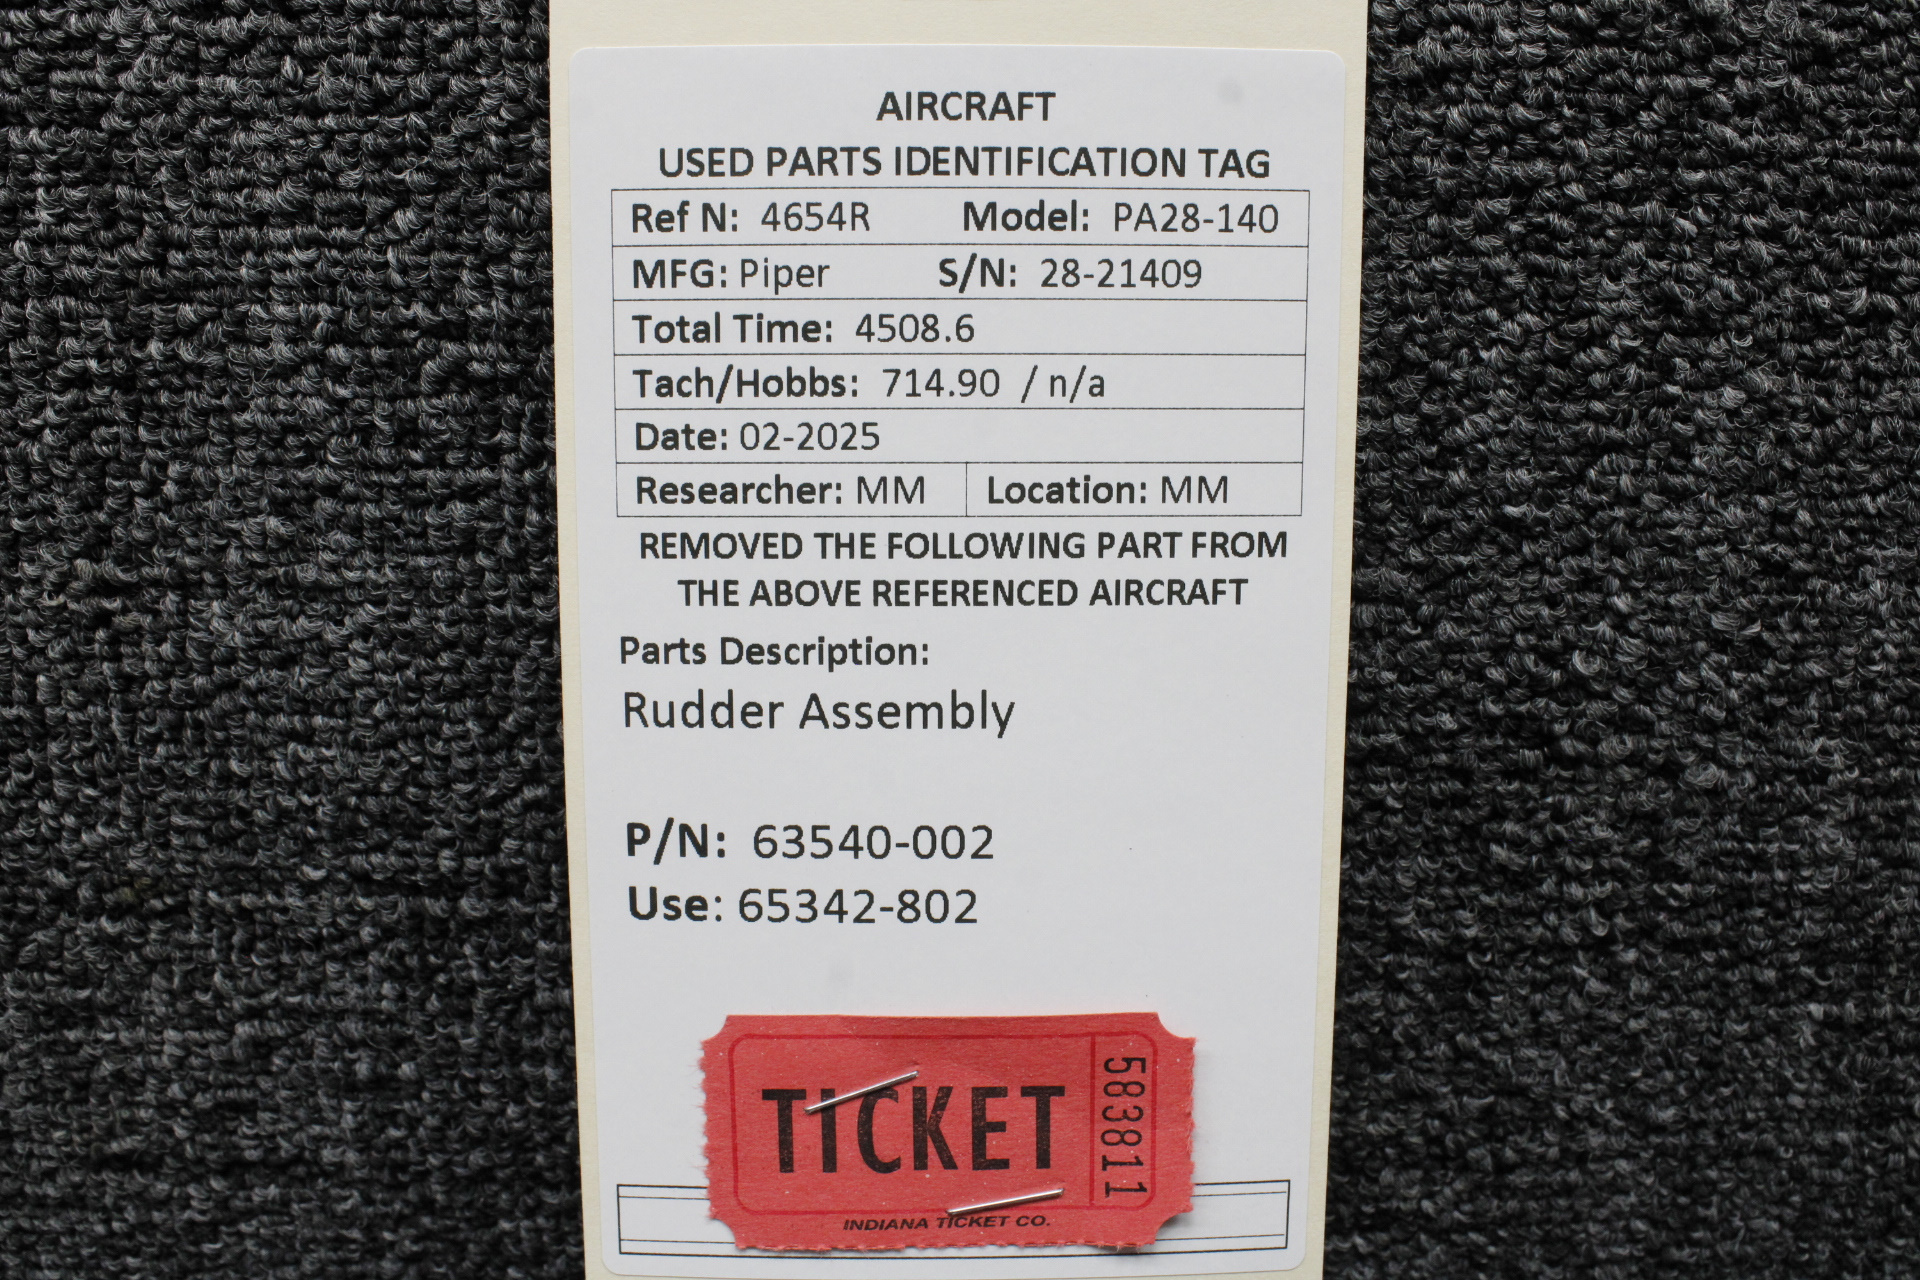 AIRCRAFT
USED PARTS IDENTIFICATION TAG
Ref N: 4654R Model: PA28-140
MFG: Piper S/N: 28-21409
Total Time: 4508.6
Tach/Hobbs: 714.90 / n/a
Date: 02-2025
Researcher: MM Location: MM
REMOVED THE FOLLOWING PART FROM
THE ABOVE REFERENCED AIRCRAFT
Parts Description:
Rudder Assembly
P/N: 63540-002
Use: 65342-802
TICKET
583811
INDIANA TICKET CO.